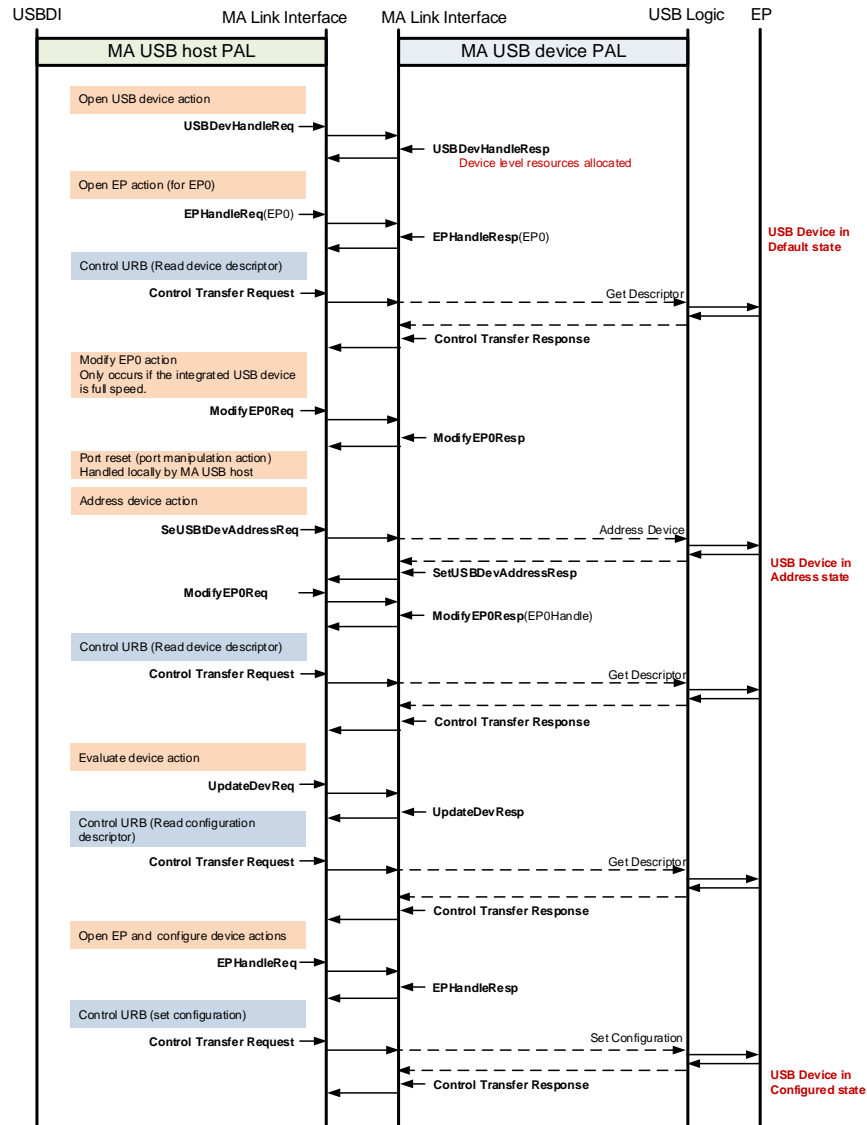 USBDI
MA Link Interface
MA Link Interface
USB Logic
EP
MA USB host PAL
MA USB device PAL
Open USB device action
USBDevHandleReq
USBDevHandleResp
Device level resources allocated
Open EP action (for EP0)
EPHandleReq(EP0)
EPHandleResp(EP0)
USB Device in
Default state
Control URB (Read device descriptor)
Control Transfer Request
Get Descriptor
Control Transfer Response
Modify EP0 action
Only occurs if the integrated USB device
is full speed.
ModifyEP0Req
ModifyEP0Resp
Port reset (port manipulation action)
Handled locally by MA USB host
Address device action
SeUSBtDevAddressReq
Address Device
SetUSBDevAddressResp
USB Device in
Address state
ModifyEP0Req
ModifyEP0Resp(EP0Handle)
Control URB (Read device descriptor)
Control Transfer Request
Get Descriptor
Control Transfer Response
Evaluate device action
UpdateDevReq
UpdateDevResp
Control URB (Read configuration
descriptor)
Control Transfer Request
Get Descriptor
Control Transfer Response
Open EP and configure device actions
EPHandleReq
EPHandleResp
Control URB (set configuration)
Control Transfer Request
Set Configuration
Control Transfer Response
USB Device in
Configured state